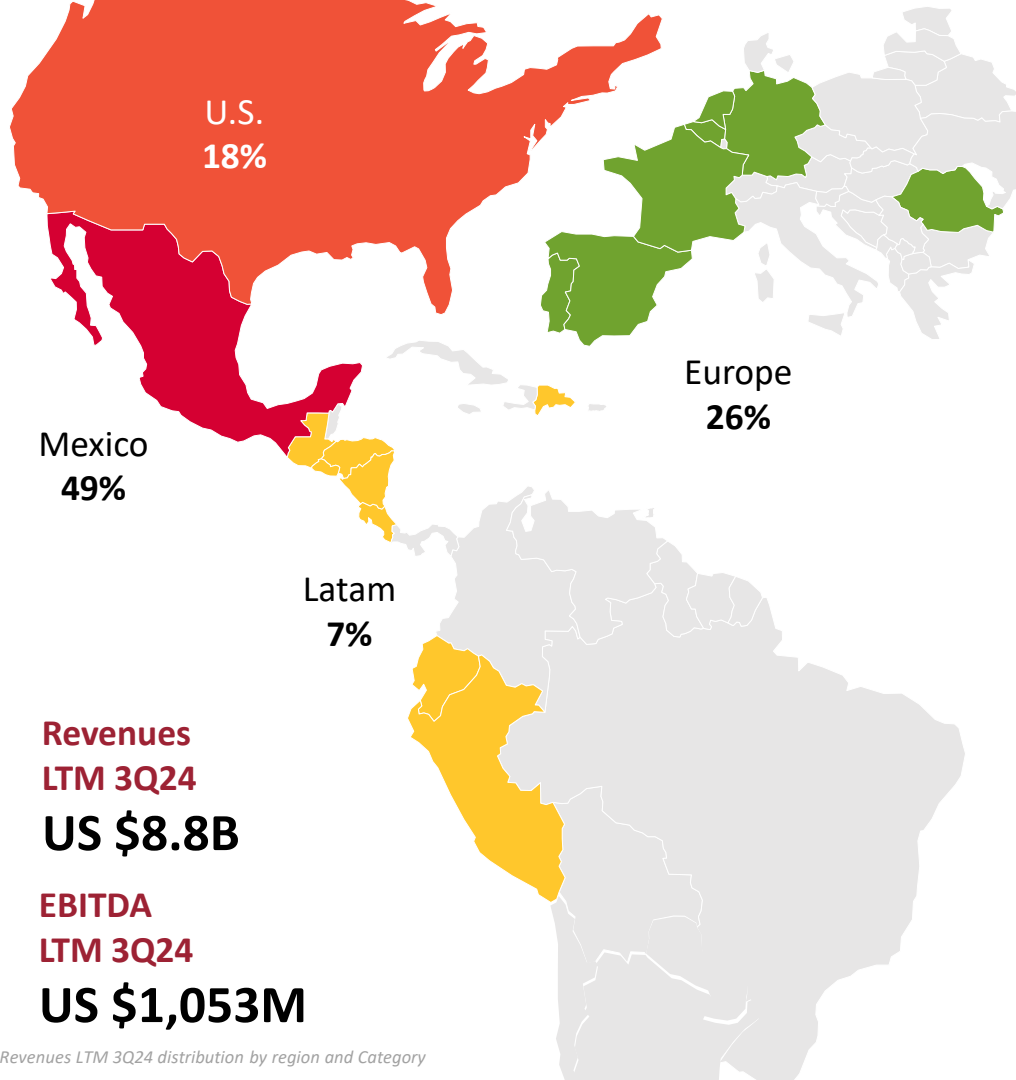 U.S.
18%
Europe
26%
Mexico
49%
Latam
7%
Revenues
LTM 3Q24
US $8.8B
EBITDA
LTM 3Q24
US $1,053M
Revenues LTM 3Q24 distribution by region and Category